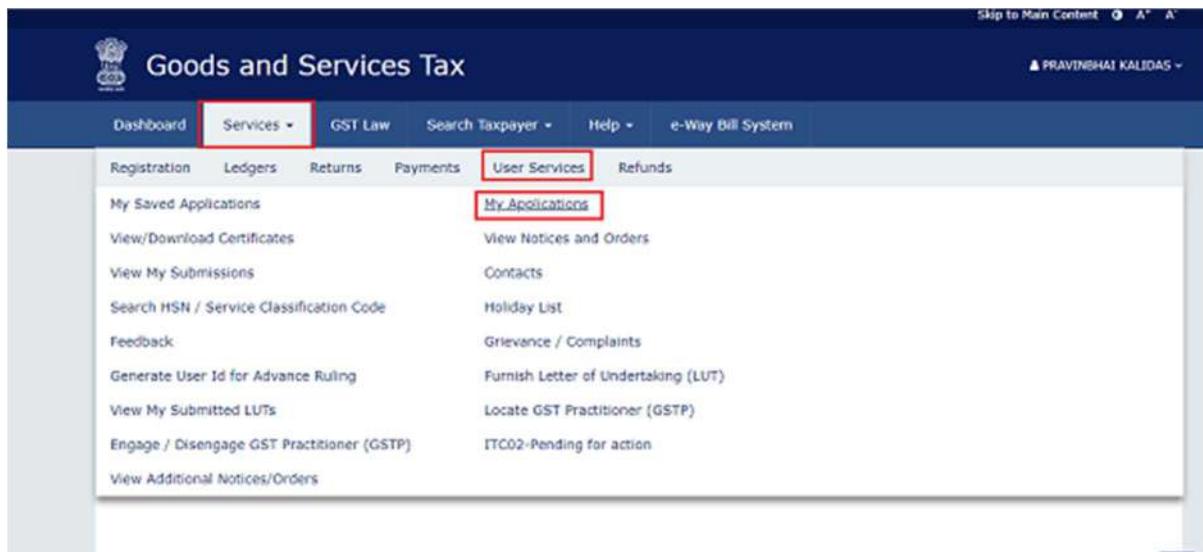 Skip to Main Content A+ A-
Goods and Services Tax
PRAVINBHAI KALIDAS
Dashboard Services GST Law Search Taxpayer Help e-Way Bill System
Registration Ledgers Returns Payments User Services Refunds
My Saved Applications My Applications
View/Download Certificates View Notices and Orders
View My Submissions Contacts
Search HSN / Service Classification Code Holiday List
Feedback Grievance / Complaints
Generate User Id for Advance Ruling Furnish Letter of Undertaking (LUT)
View My Submitted LUTs Locate GST Practitioner (GSTP)
Engage / Disengage GST Practitioner (GSTP) ITC02-Pending for action
View Additional Notices/Orders